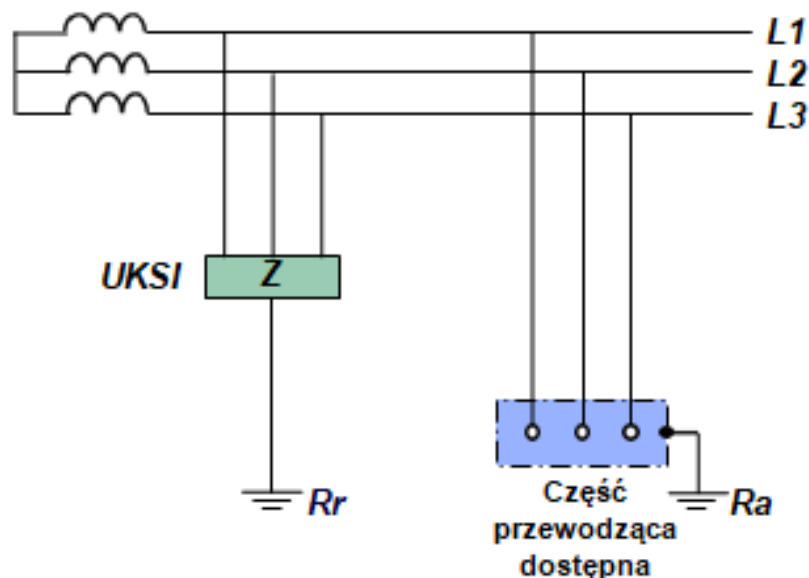 L1
L2
L3
UKSI
Z
Rr
Ra
Część
przewodząca
dostępna